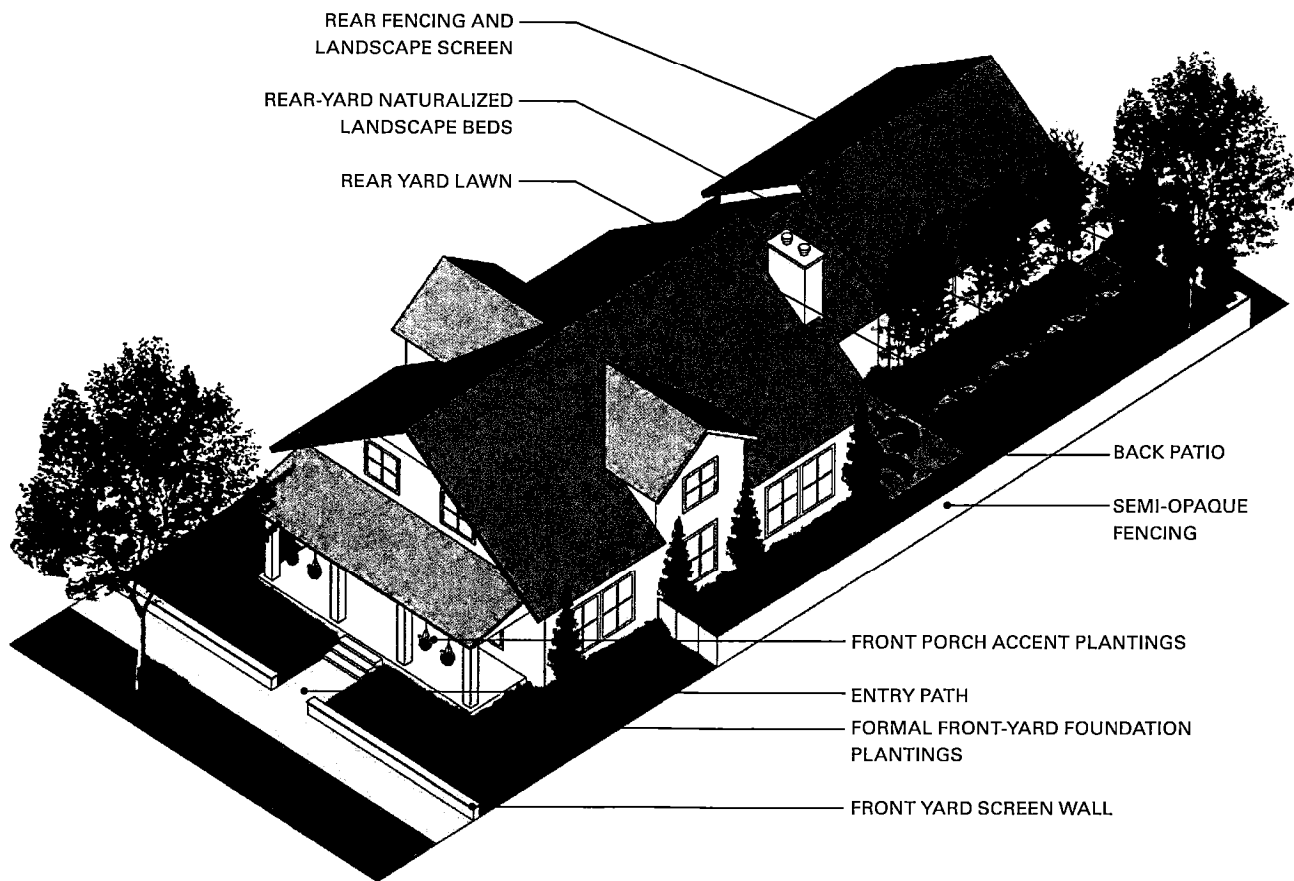 REAR FENCING AND
LANDSCAPE SCREEN
REAR-YARD NATURALIZED
LANDSCAPE BEDS
REAR YARD LAWN
BACK PATIO
SEMI-OPAQUE
FENCING
FRONT PORCH ACCENT PLANTINGS
ENTRY PATH
FORMAL FRONT-YARD FOUNDATION
PLANTINGS
FRONT YARD SCREEN WALL